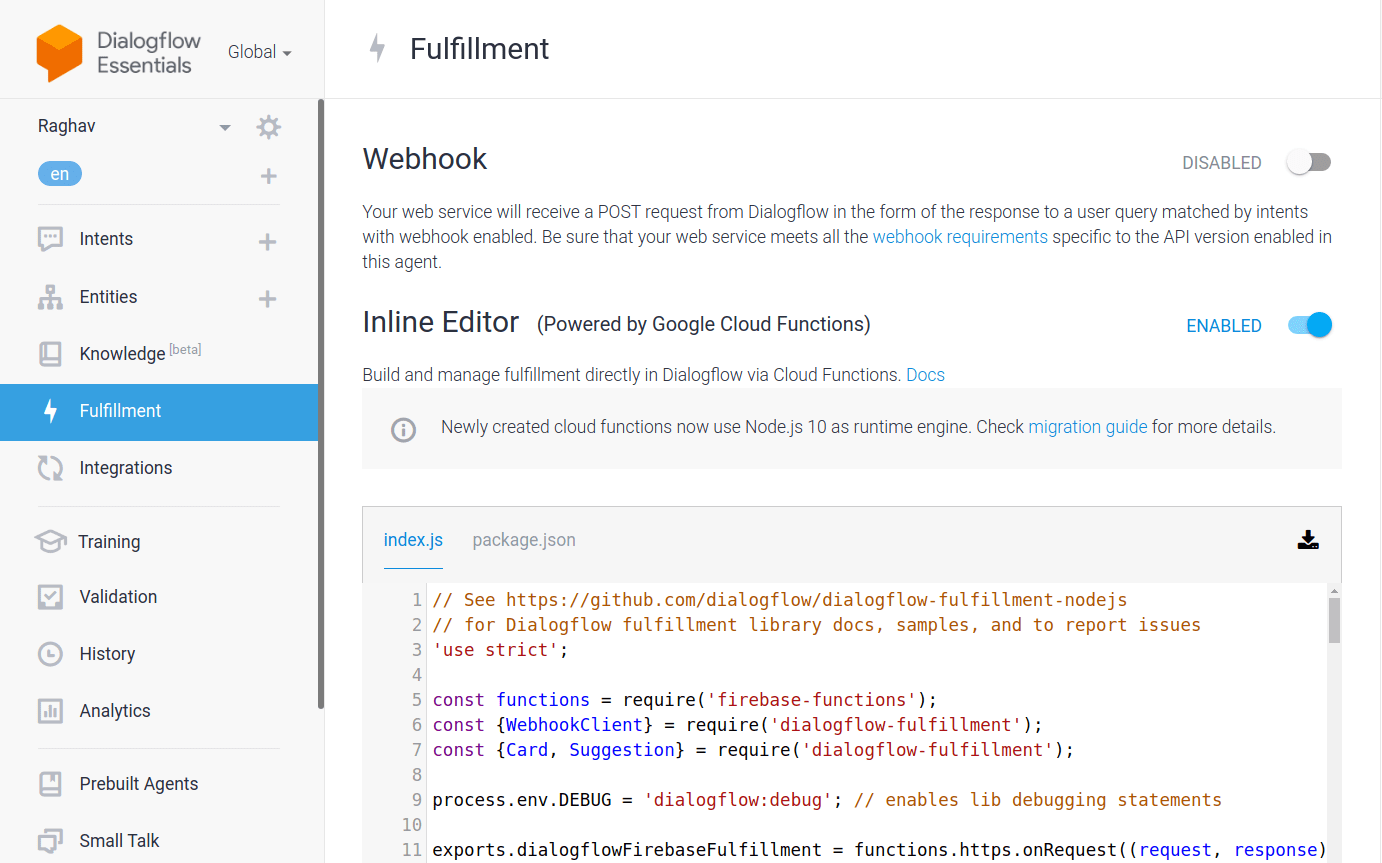 Dialogflow
Essentials
Global
Raghav
en
Intents
Entities
Knowledge [beta]
Fulfillment
Integrations
Training
Validation
History
Analytics
Prebuilt Agents
Small Talk
Fulfillment
Webhook
DISABLED
Your web service will receive a POST request from Dialogflow in the form of the response to a user query matched by intents
with webhook enabled. Be sure that your web service meets all the webhook requirements specific to the API version enabled in
this agent.
Inline Editor (Powered by Google Cloud Functions)
ENABLED
Build and manage fulfillment directly in Dialogflow via Cloud Functions. Docs
Newly created cloud functions now use Node.js 10 as runtime engine. Check migration guide for more details.
index.js package.json
1 // See https://github.com/dialogflow/dialogflow-fulfillment-nodejs
2 // for Dialogflow fulfillment library docs, samples, and to report issues
3 'use strict';
4
5 const functions = require('firebase-functions');
6 const {WebhookClient} = require('dialogflow-fulfillment');
7 const {Card, Suggestion} = require('dialogflow-fulfillment');
8
9 process.env.DEBUG = 'dialogflow:debug'; // enables lib debugging statements
10
11 exports.dialogflowFirebaseFulfillment = functions.https.onRequest((request, response)